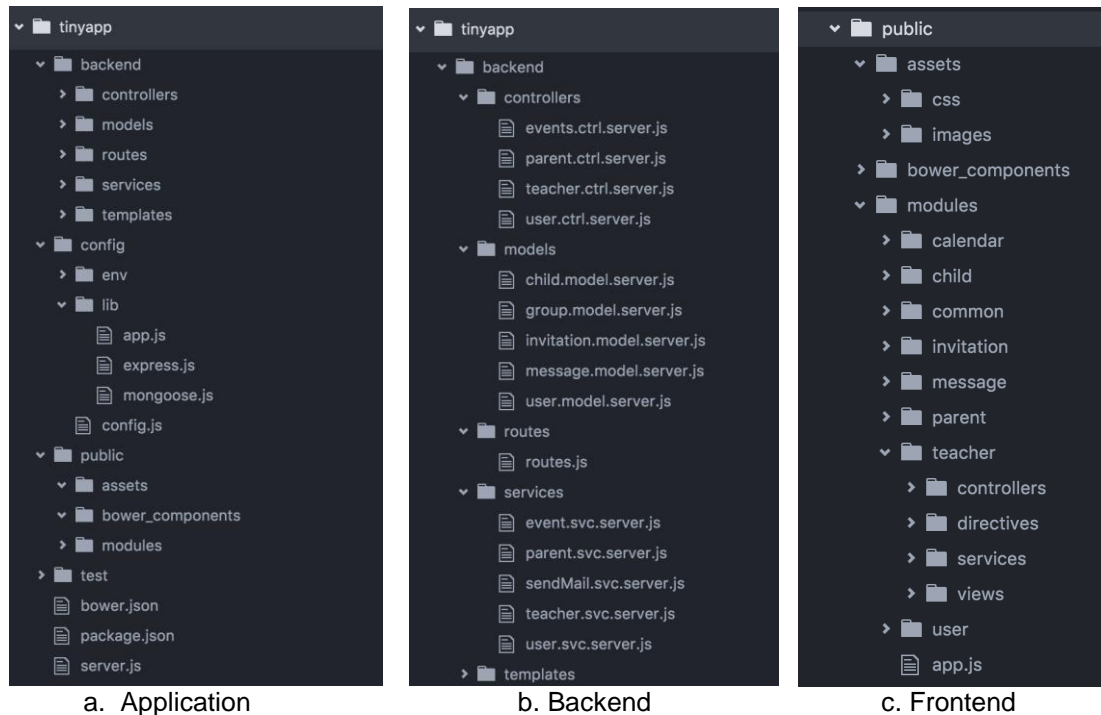 tinyapp
backend
controllers
models
routes
services
templates
config
env
lib
app.js
express.js
mongoose.js
config.js
public
assets
bower_components
modules
test
bower.json
package.json
server.js
a. Application
tinyapp
backend
controllers
events.ctrl.server.js
parent.ctrl.server.js
teacher.ctrl.server.js
user.ctrl.server.js
models
child.model.server.js
group.model.server.js
invitation.model.server.js
message.model.server.js
user.model.server.js
routes
routes.js
services
event.svc.server.js
parent.svc.server.js
sendMail.svc.server.js
teacher.svc.server.js
user.svc.server.js
templates
b. Backend
public
assets
css
images
bower_components
modules
calendar
child
common
invitation
message
parent
teacher
controllers
directives
services
views
user
app.js
c. Frontend